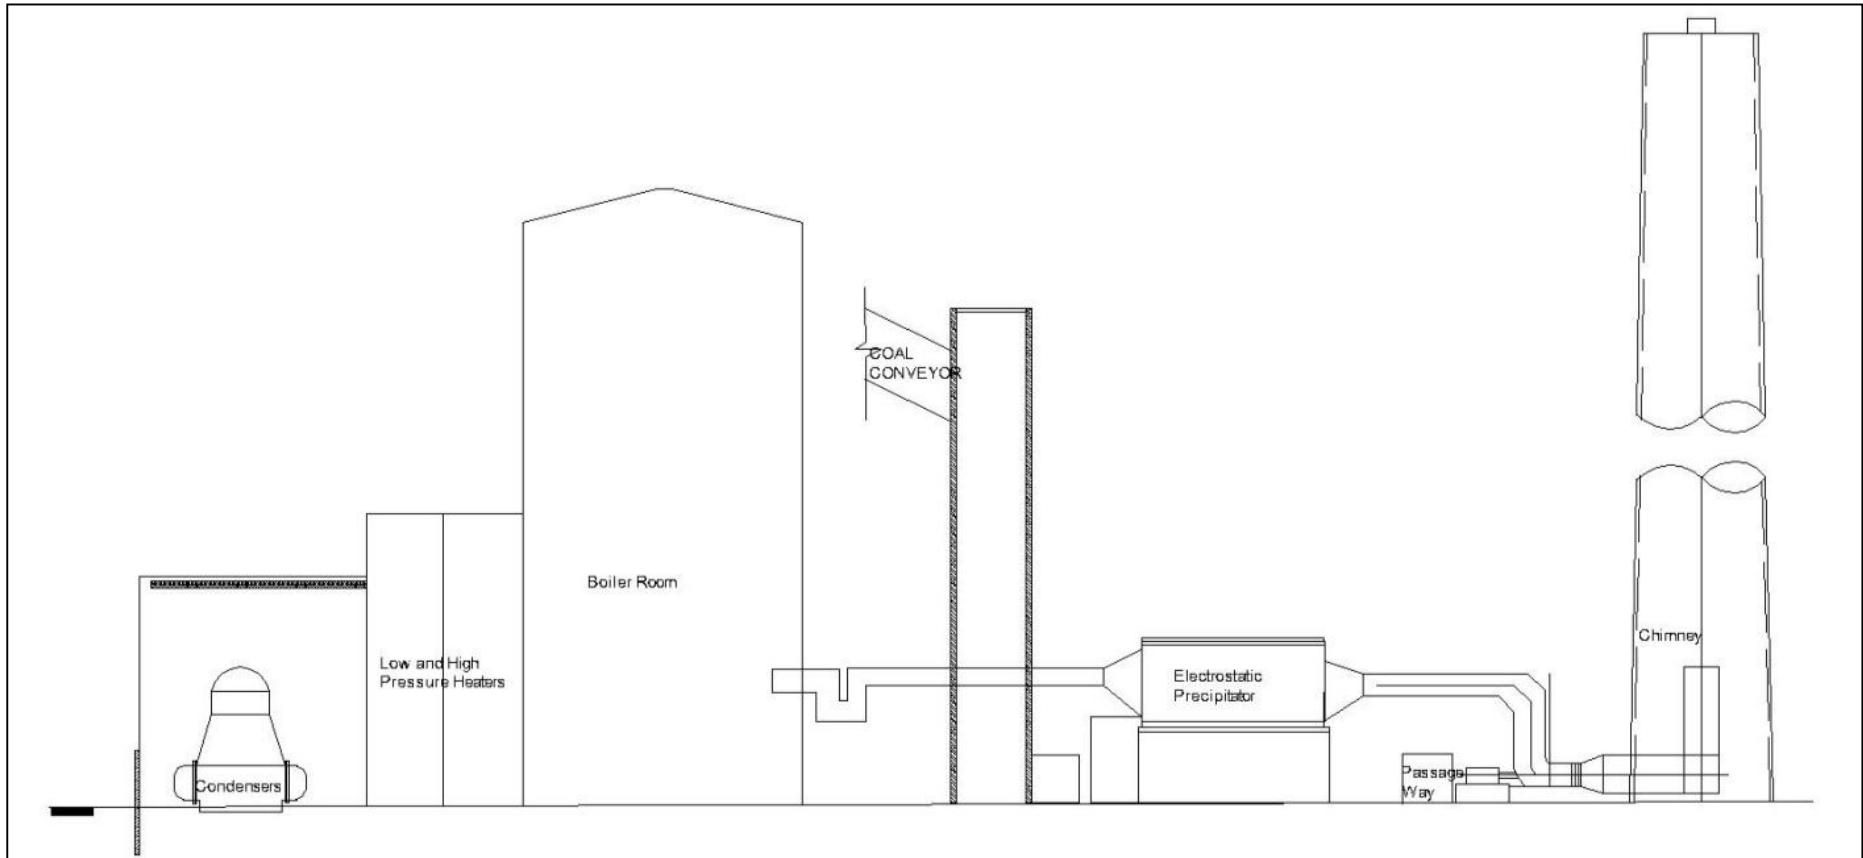 COAL
CONVEYOR
Boiler Room
Low and High
Pressure Heaters
Condensers
Electrostatic
Precipitator
Passage
Way
Chimney